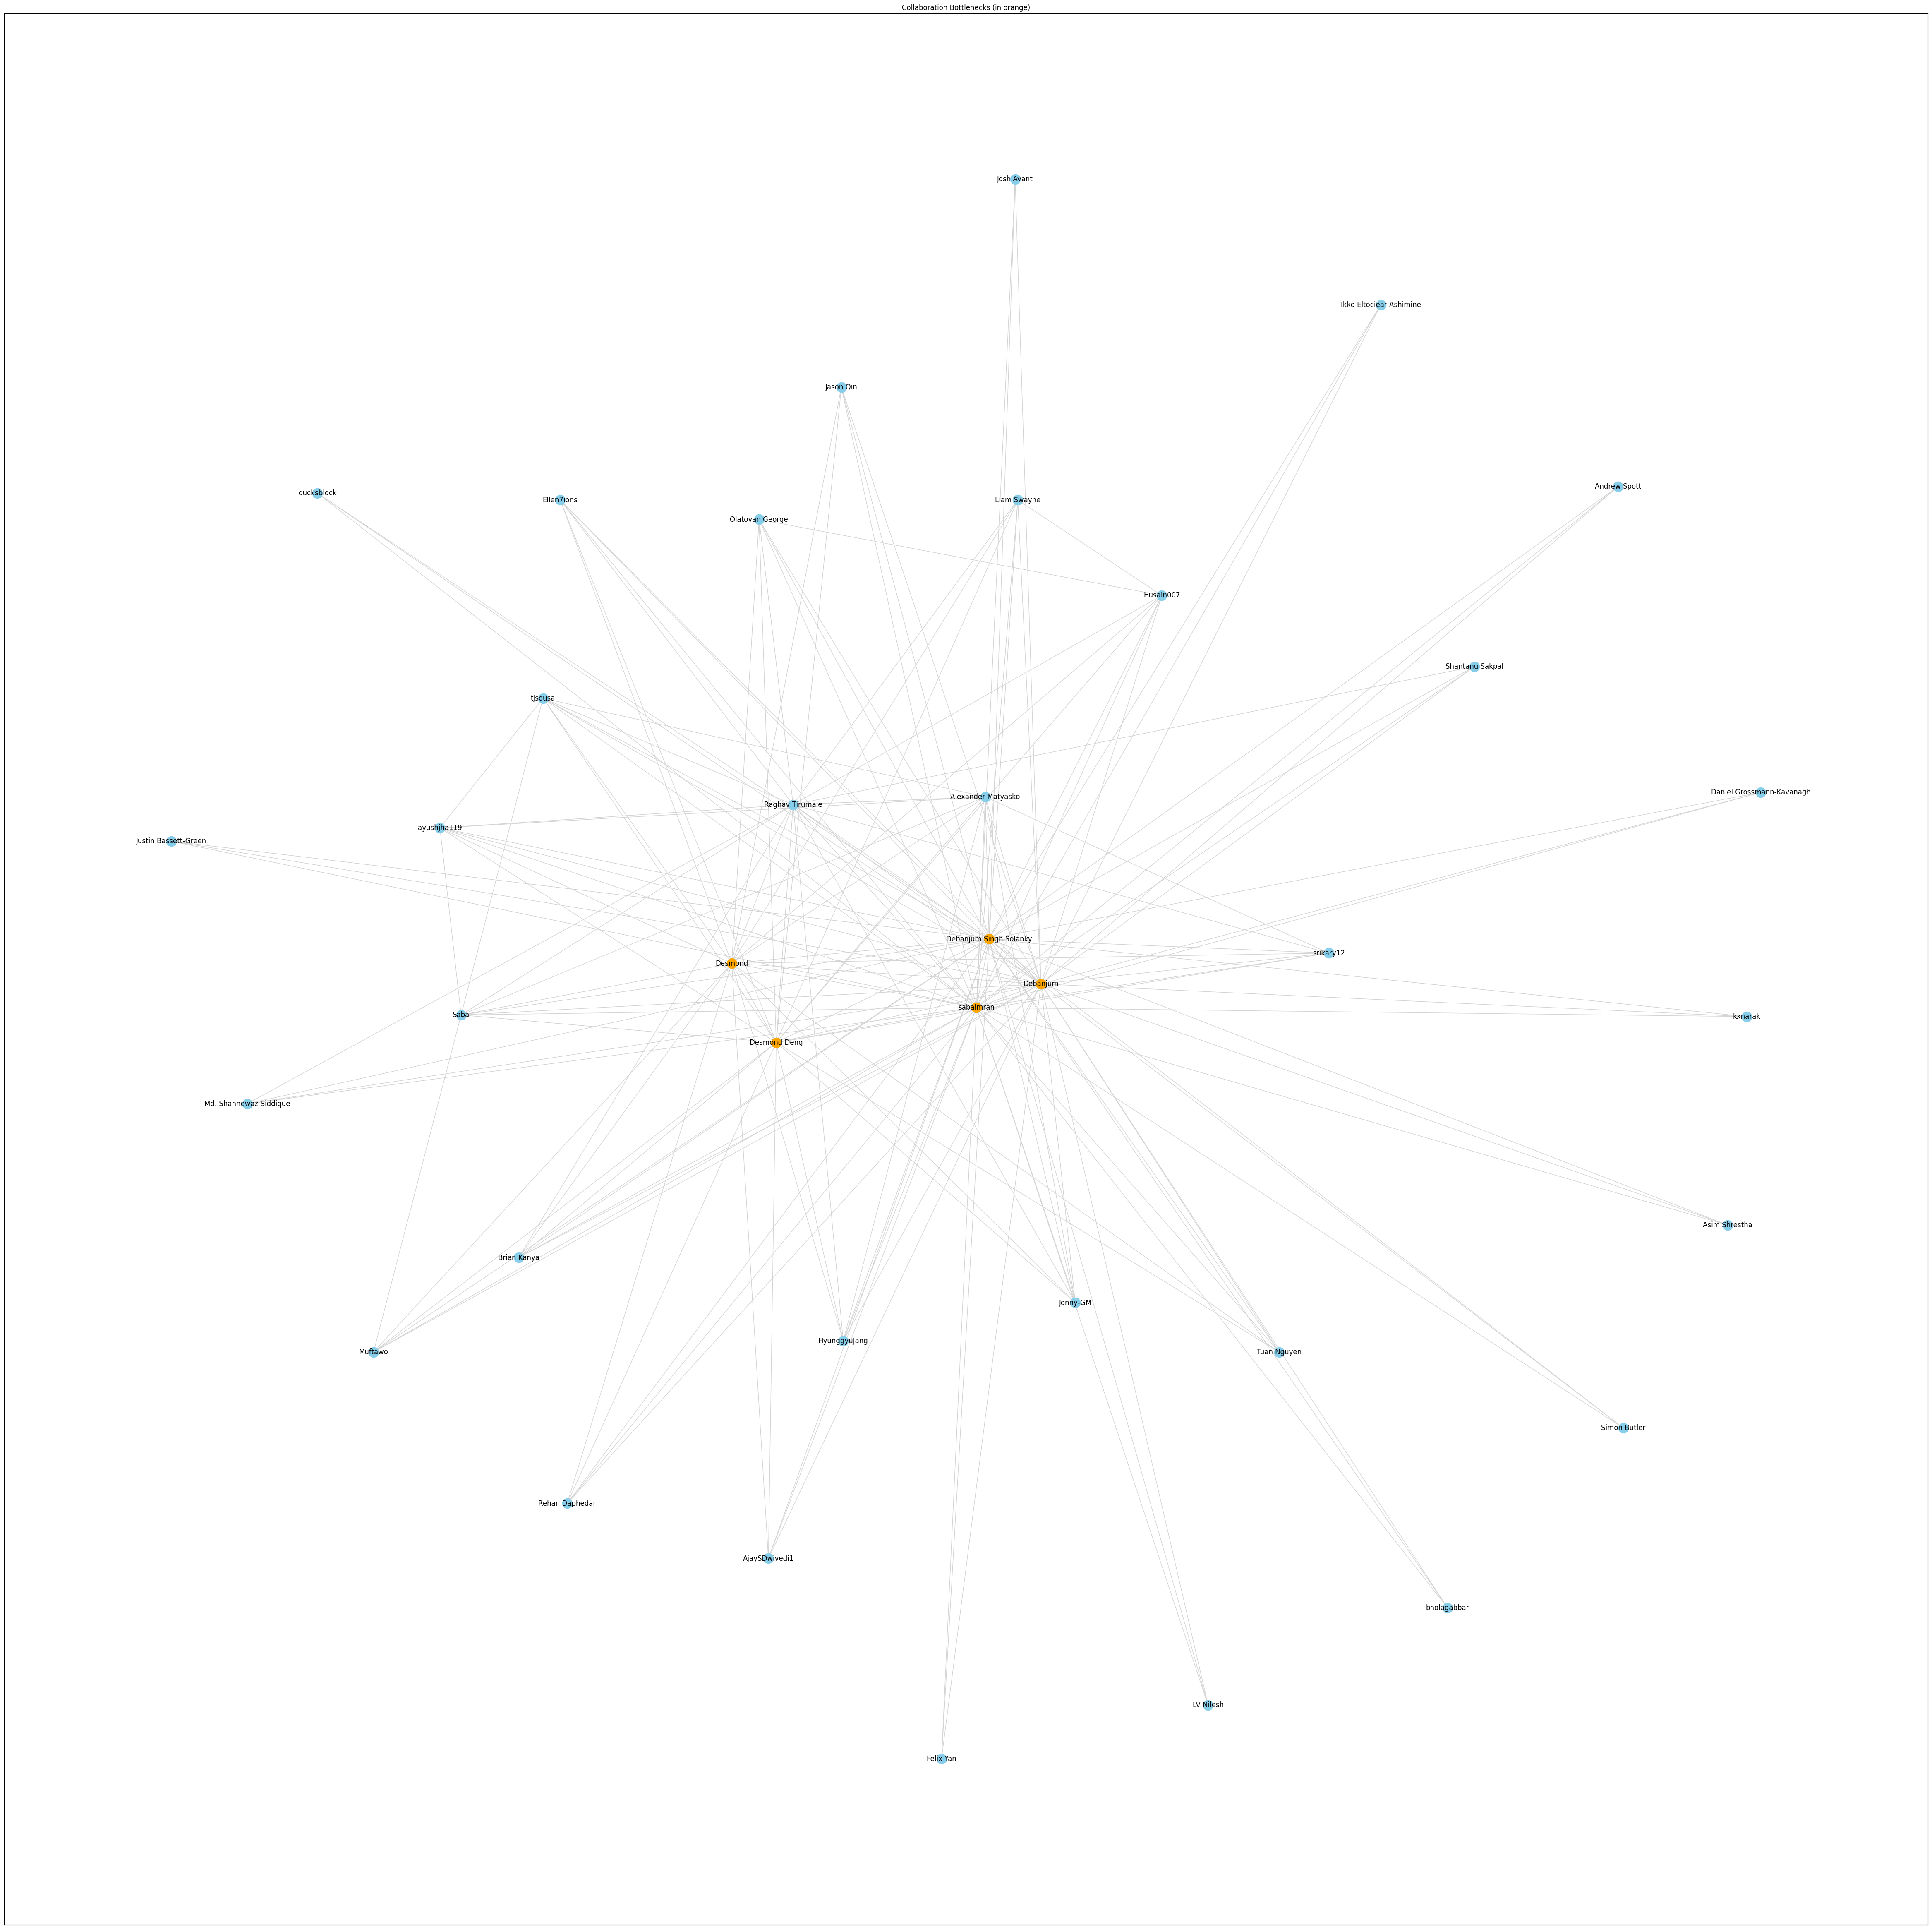 Collaboration Bottlenecks (in orange)
Josh Avant
Ikko Eltociear Ashimine
Jason Qin
Andrew Spott
ducksblock
Ellen7ions
Liam Swayne
Olatoyan George
Husain007
Shantanu Sakpal
tjsousa
Daniel Grossmann-Kavanagh
Alexander Matyasko
Raghav Tirumale
ayushjha119
Justin Bassett-Green
Debanjum Singh Solanky
srikary12
Desmond
Debanjum
sabaimran
Saba
kxnarak
Desmond Deng
Md. Shahnewaz Siddique
Asim Shrestha
Brian Kanya
Jonny-GM
HyunggyuJang
Muftawo
Tuan Nguyen
Simon Butler
Rehan Daphedar
AjaySDwivedi1
bholagabbar
LV Nilesh
Felix Yan